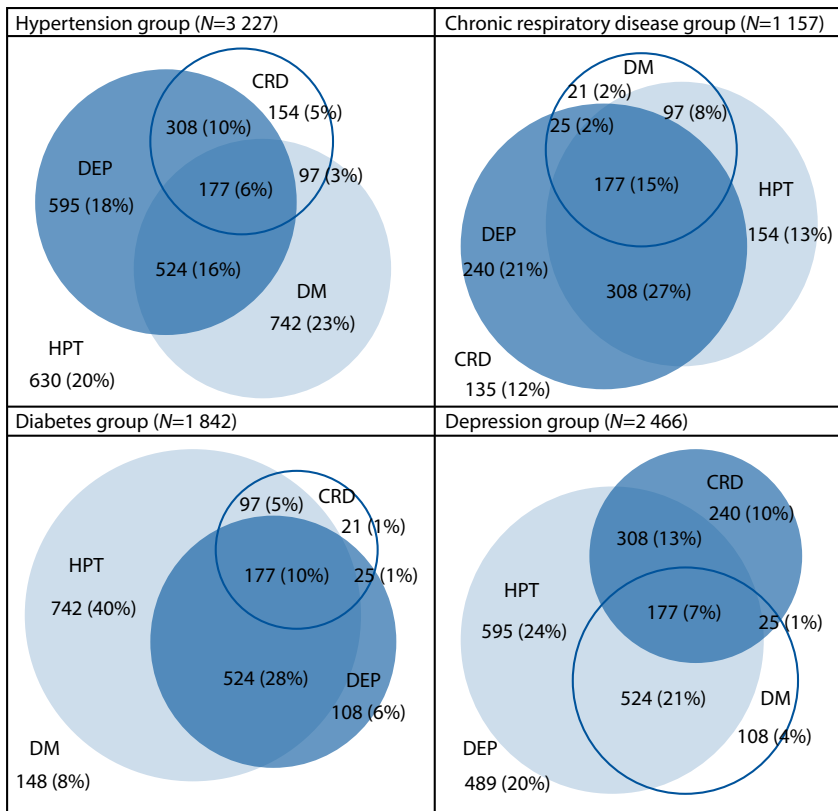 Hypertension group (N=3 227)
CRD
154 (5%)
308 (10%)
DEP
595 (18%)
177 (6%)
97 (3%)
524 (16%)
DM
742 (23%)
HPT
630 (20%)
Chronic respiratory disease group (N=1 157)
DM
21 (2%)
97 (8%)
25 (2%)
177 (15%)
HPT
154 (13%)
DEP
240 (21%)
308 (27%)
CRD
135 (12%)
Diabetes group (N=1 842)
CRD
97 (5%)
21 (1%)
HPT
742 (40%)
177 (10%)
25 (1%)
524 (28%)
DEP
108 (6%)
DM
148 (8%)
Depression group (N=2 466)
CRD
240 (10%)
308 (13%)
HPT
595 (24%)
177 (7%)
25 (1%)
524 (21%)
DM
108 (4%)
DEP
489 (20%)